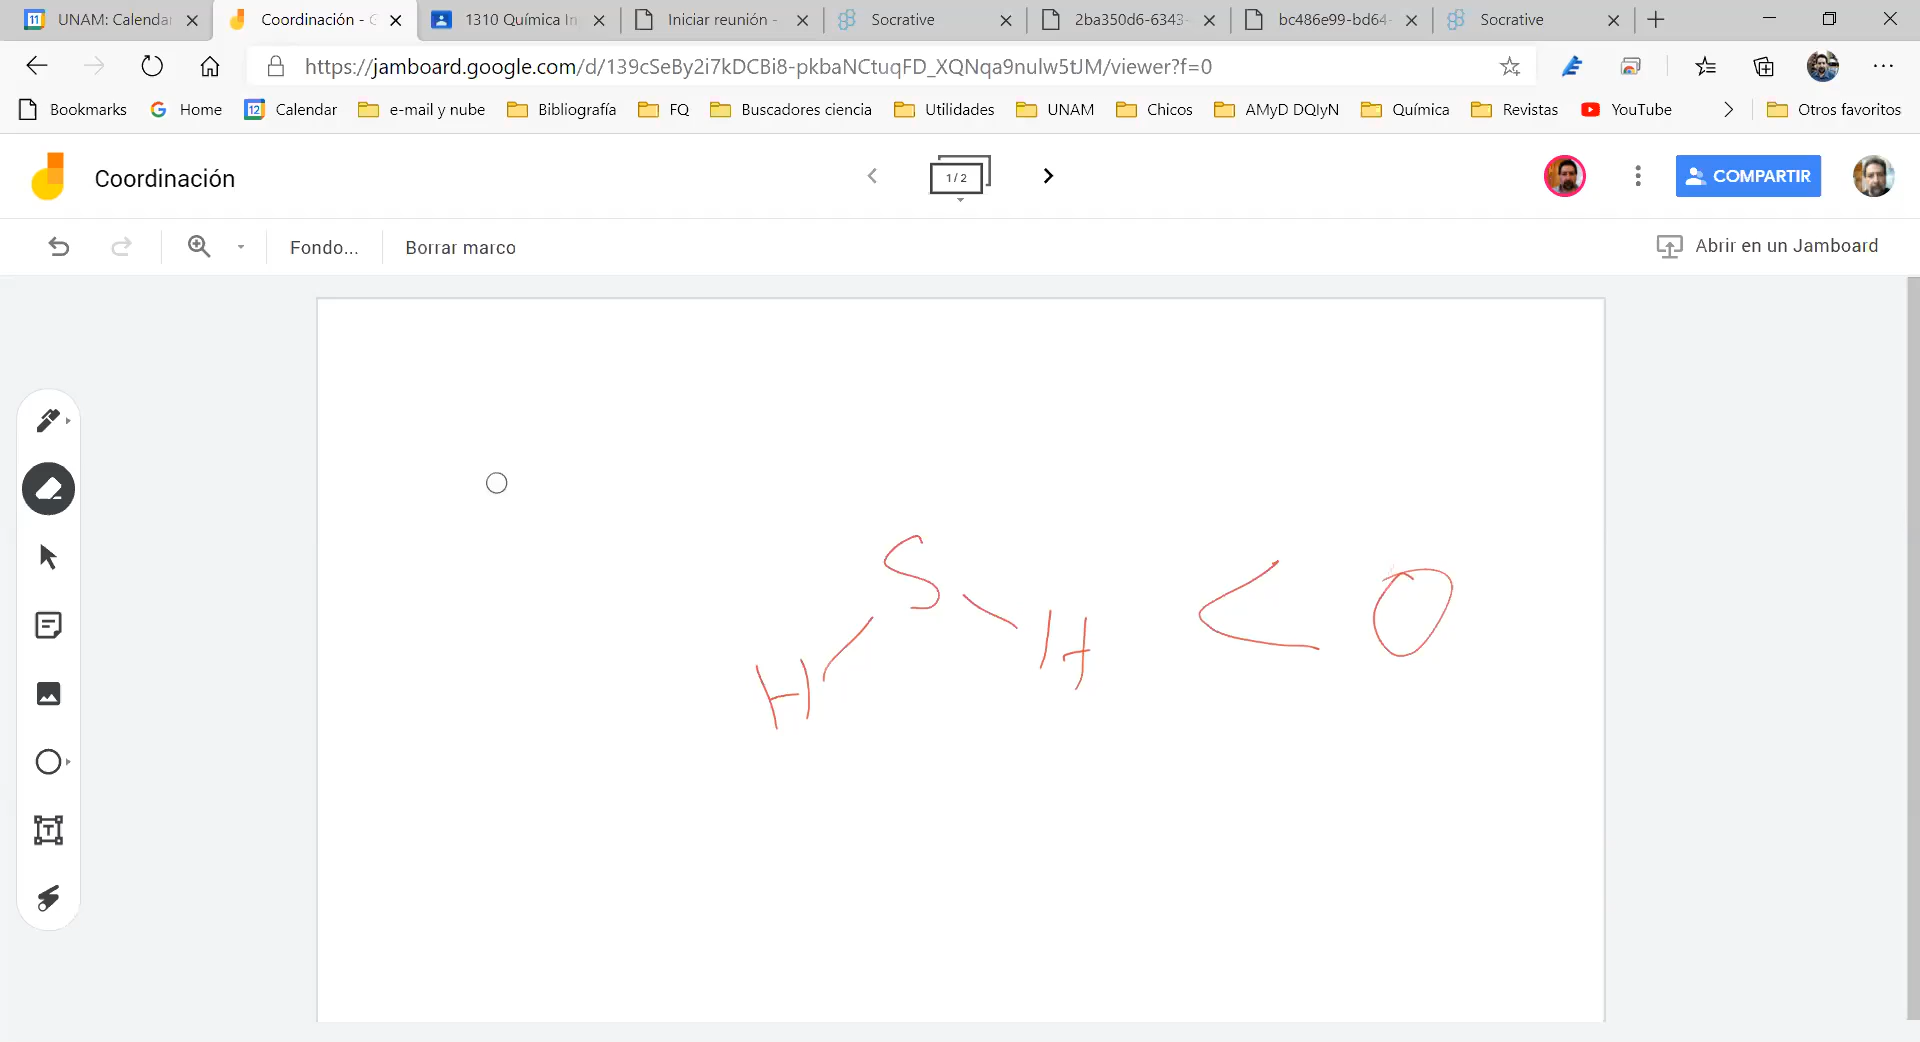 UNAM: Calendar
Coordinación - G
1310 Química In
Iniciar reunión -
Socrative
2ba350d6-6343-
bc486e99-bd64-
Socrative
https://jamboard.google.com/d/139cSeBy2i7kDCBi8-pkbaNCtuqFD_XQNqa9nulw5tJM/viewer?f=0
Bookmarks
Home
Calendar
e-mail y nube
Bibliografía
FQ
Buscadores ciencia
Utilidades
UNAM
Chicos
AMyD DQIyN
Química
Revistas
YouTube
Otros favoritos
Coordinación
1 / 2
COMPARTIR
Fondo...
Borrar marco
Abrir en un Jamboard
S
H
H
<
O